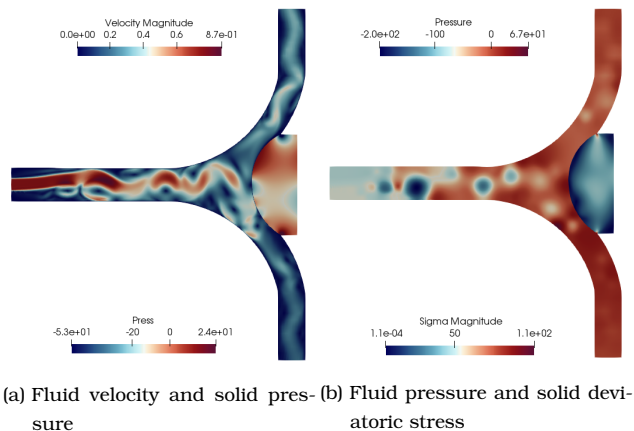 Velocity Magnitude
0.0e+00 0.2 0.4 0.6 8.7e-01
Pressure
-2.0e+02 -100 0 6.7e+01
Press
-5.3e+01 -20 0 2.4e+01
Sigma Magnitude
1.1e-04 50 1.1e+02
(a) Fluid velocity and solid pres-
sure
(b) Fluid pressure and solid devi-
atoric stress